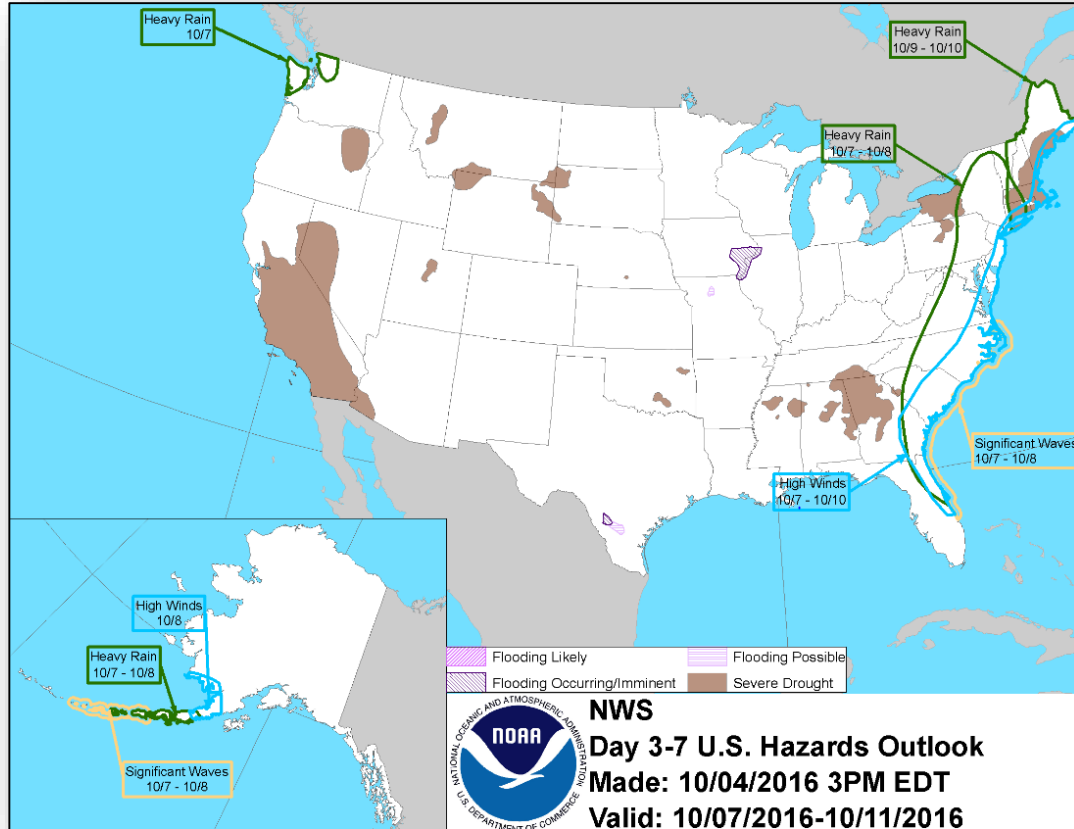 Heavy Rain
10/7
Heavy Rain
10/9 - 10/10
Heavy Rain
10/7 - 10/8
Significant Waves
10/7 - 10/8
High Winds
10/7 - 10/10
High Winds
10/8
Heavy Rain
10/7 - 10/8
Significant Waves
10/7 - 10/8
Flooding Likely
Flooding Possible
Flooding Occurring/Imminent
Severe Drought
NATIONAL OCEANIC AND ATMOSPHERIC ADMINISTRATION
NOAA
U.S. DEPARTMENT OF COMMERCE
NWS
Day 3-7 U.S. Hazards Outlook
Made: 10/04/2016 3PM EDT
Valid: 10/07/2016-10/11/2016